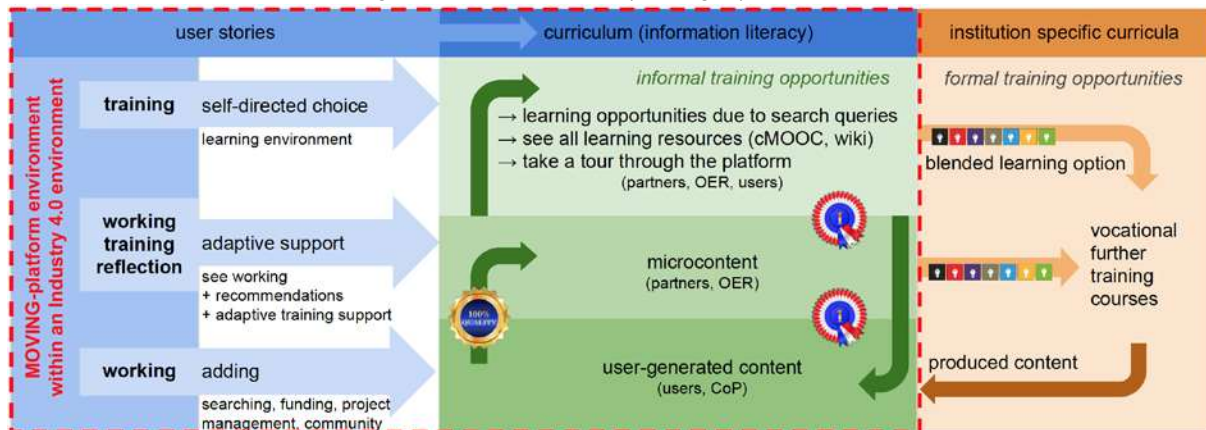 user stories
curriculum (information literacy)
institution specific curricula
MOVING-platform environment
within an Industry 4.0 environment
training
self-directed choice
learning environment
working
training
reflection
adaptive support
see working
+ recommendations
+ adaptive training support
working
adding
searching, funding, project
management, community
informal training opportunities
→ learning opportunities due to search queries
→ see all learning resources (cMOOC, wiki)
→ take a tour through the platform
(partners, OER, users)
microcontent
(partners, OER)
100%
QUALITY
user-generated content
(users, CoP)
formal training opportunities
blended learning option
vocational
further
training
courses
produced content